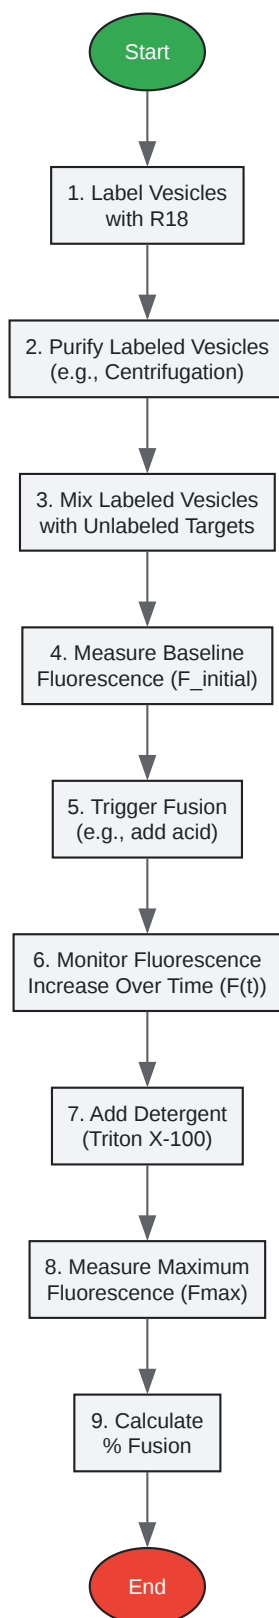 Start
1. Label Vesicles
with R18
2. Purify Labeled Vesicles
(e.g., Centrifugation)
3. Mix Labeled Vesicles
with Unlabeled Targets
4. Measure Baseline
Fluorescence (F_initial)
5. Trigger Fusion
(e.g., add acid)
6. Monitor Fluorescence
Increase Over Time (F(t))
7. Add Detergent
(Triton X-100)
8. Measure Maximum
Fluorescence (Fmax)
9. Calculate
% Fusion
End